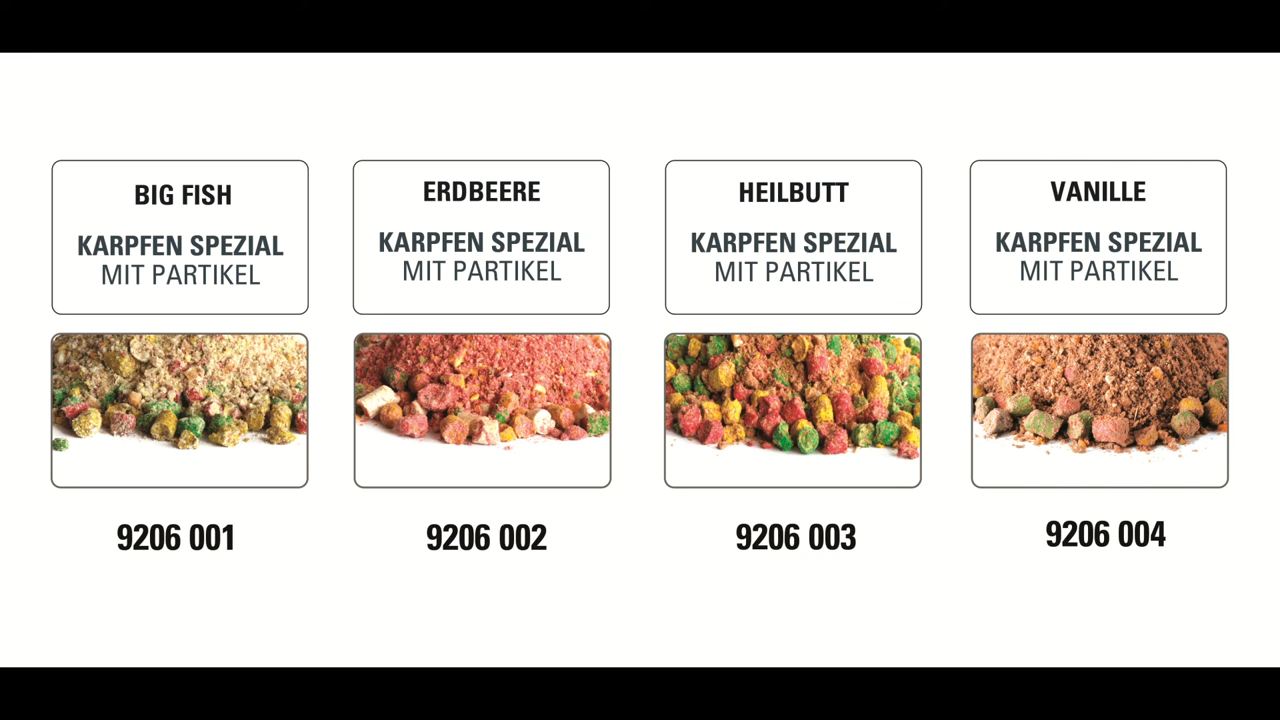 BIG FISH
KARPFEN SPEZIAL
MIT PARTIKEL
9206 001
ERDBEERE
KARPFEN SPEZIAL
MIT PARTIKEL
9206 002
HEILBUTT
KARPFEN SPEZIAL
MIT PARTIKEL
9206 003
VANILLE
KARPFEN SPEZIAL
MIT PARTIKEL
9206 004